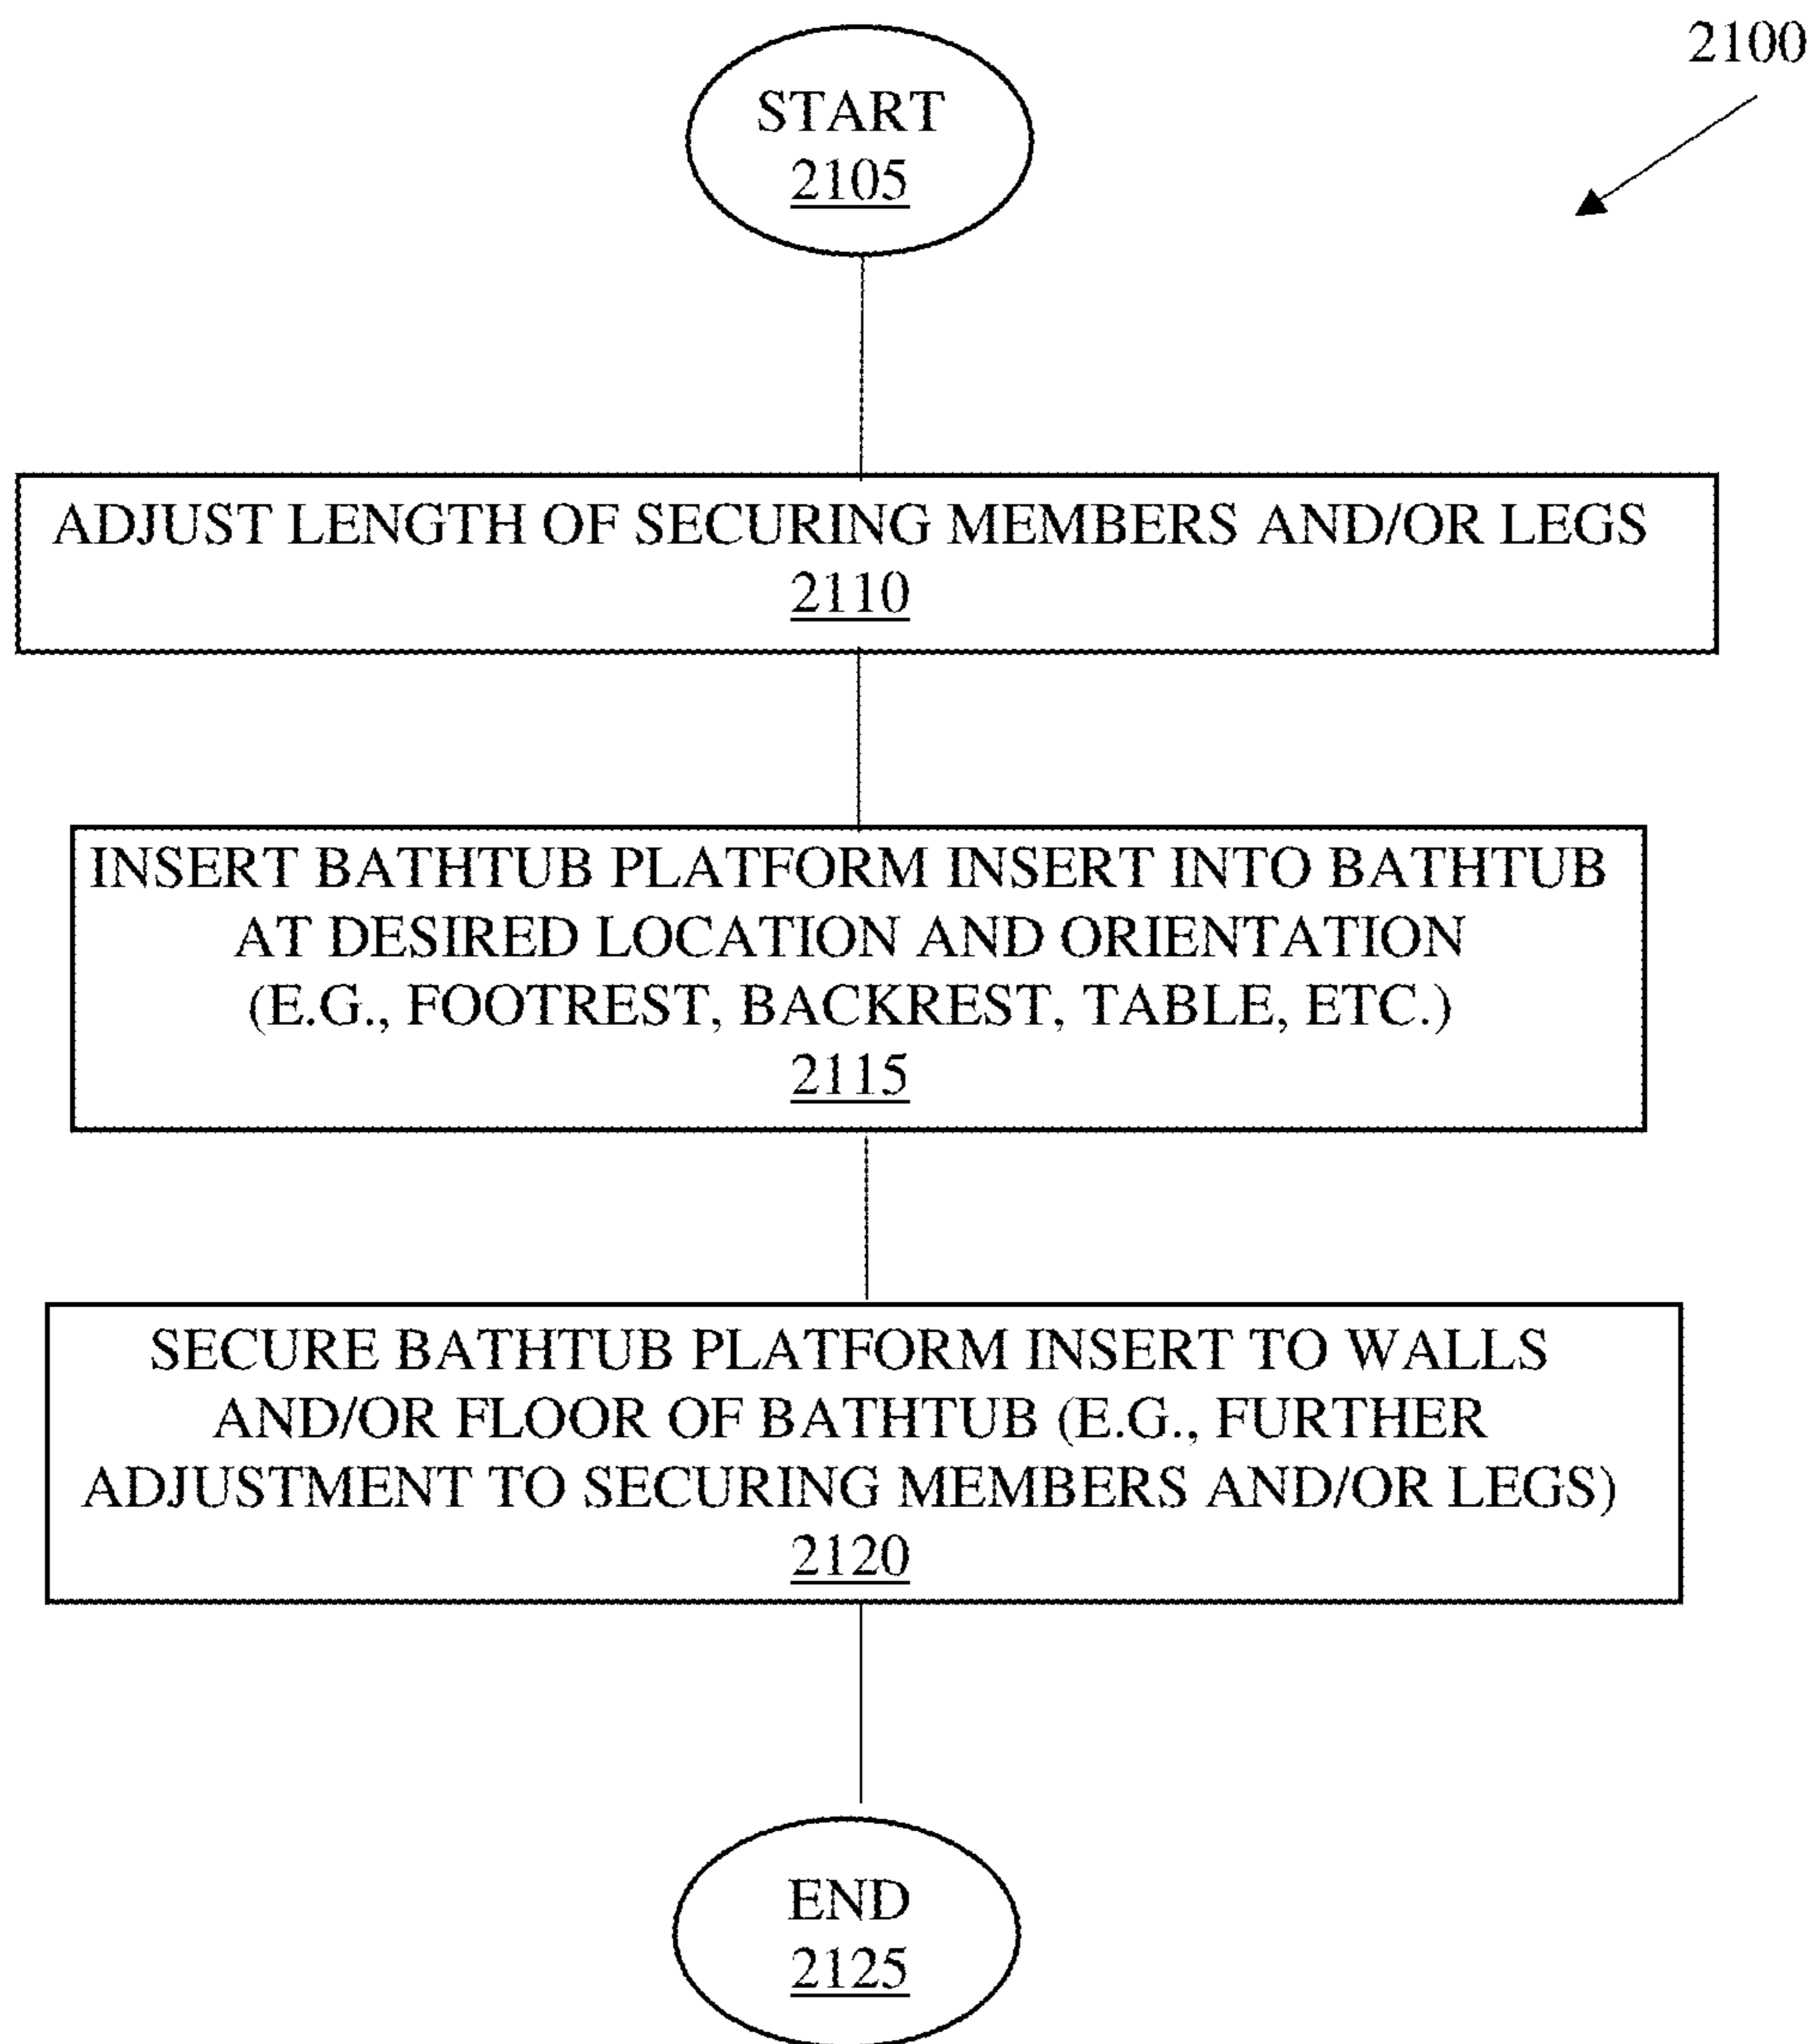 2100
START
2105
ADJUST LENGTH OF SECURING MEMBERS AND/OR LEGS
2110
INSERT BATHTUB PLATFORM INSERT INTO BATHTUB
AT DESIRED LOCATION AND ORIENTATION
(E.G., FOOTREST, BACKREST, TABLE, ETC.)
2115
SECURE BATHTUB PLATFORM INSERT TO WALLS
AND/OR FLOOR OF BATHTUB (E.G., FURTHER
ADJUSTMENT TO SECURING MEMBERS AND/OR LEGS)
2120
END
2125